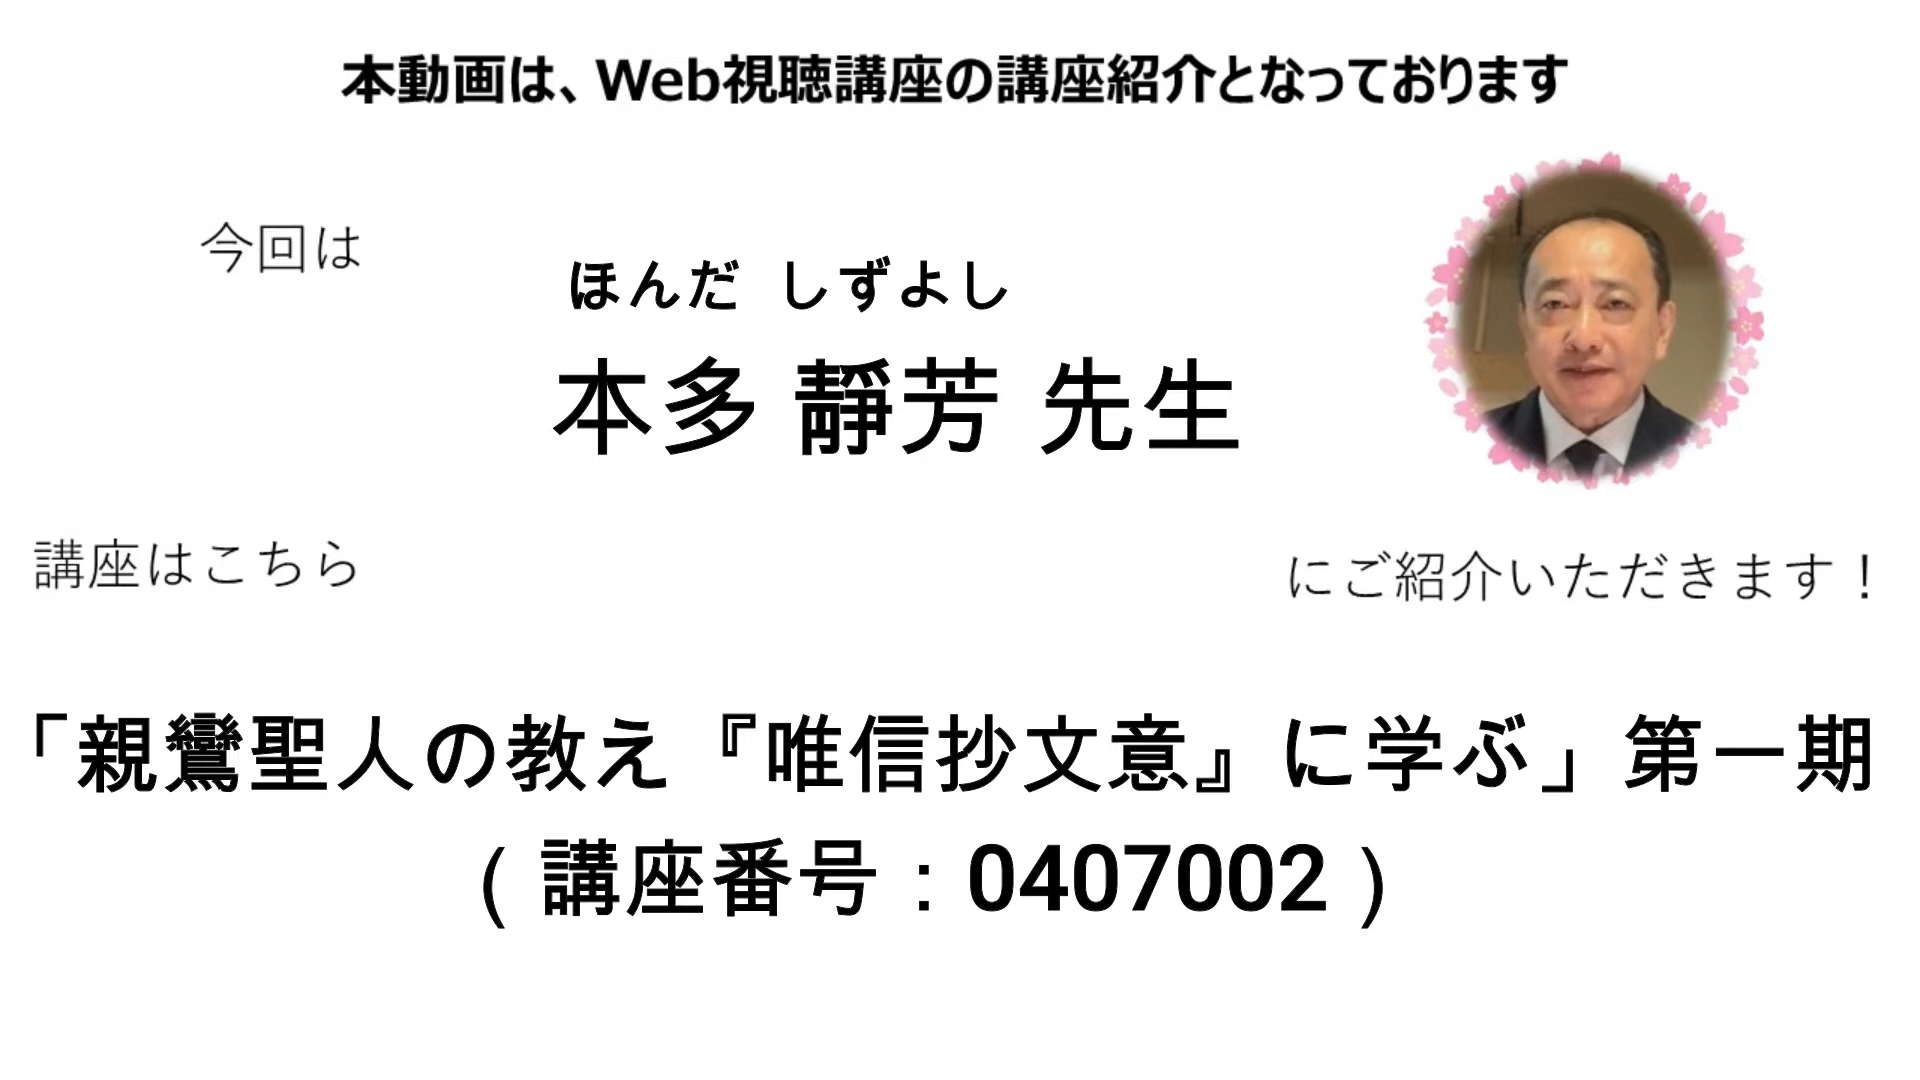 本動画は、Web視聴講座の講座紹介となっております
今回は
ほんだ しずよし
本多 靜芳 先生
講座はこちら
にご紹介いただきます！
「親鸞聖人の教え『唯信抄文意』に学ぶ」第一期
（講座番号：0407002）